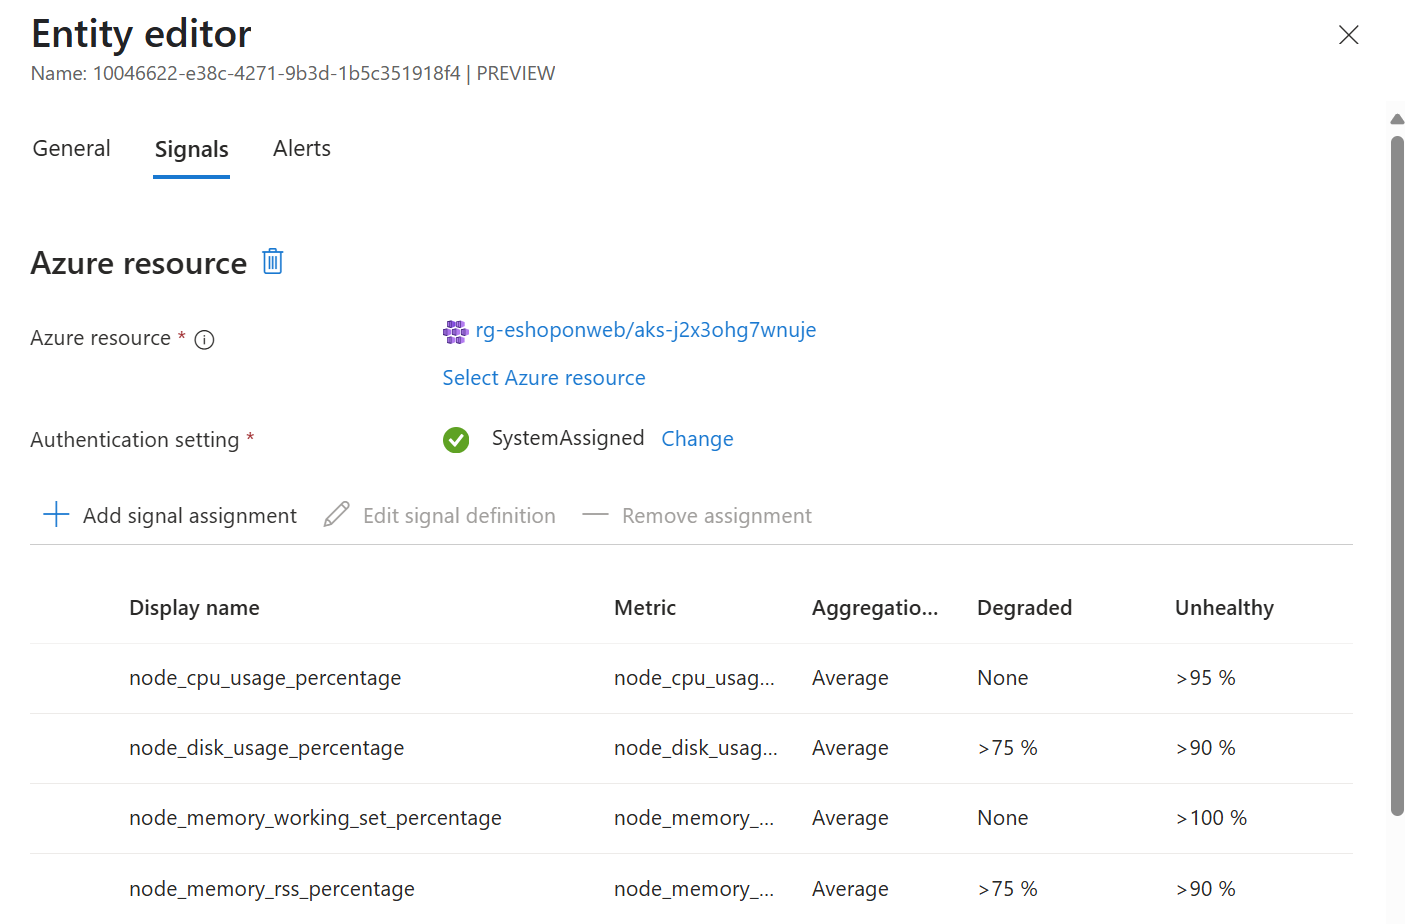 Entity editor
Name: 10046622-e38c-4271-9b3d-1b5c351918f4 | PREVIEW
General Signals Alerts
Azure resource
Azure resource * rg-eshoponweb/aks-j2x3ohg7wnuje
Select Azure resource
Authentication setting * SystemAssigned Change
Add signal assignment Edit signal definition Remove assignment
Display name Metric Aggregatio... Degraded Unhealthy
node_cpu_usage_percentage node_cpu_usag... Average None >95 %
node_disk_usage_percentage node_disk_usag... Average >75 % >90 %
node_memory_working_set_percentage node_memory_... Average None >100 %
node_memory_rss_percentage node_memory_... Average >75 % >90 %